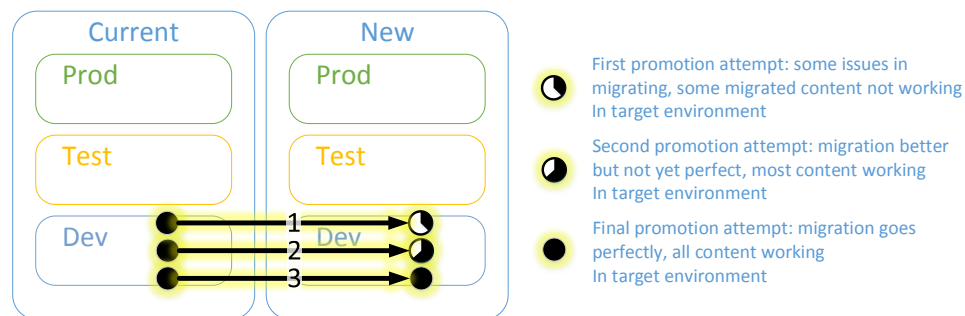 Current
New
Prod
Prod
Test
Test
Dev
Dev
1
2
3
First promotion attempt: some issues in
migrating, some migrated content not working
In target environment
Second promotion attempt: migration better
but not yet perfect, most content working
In target environment
Final promotion attempt: migration goes
perfectly, all content working
In target environment